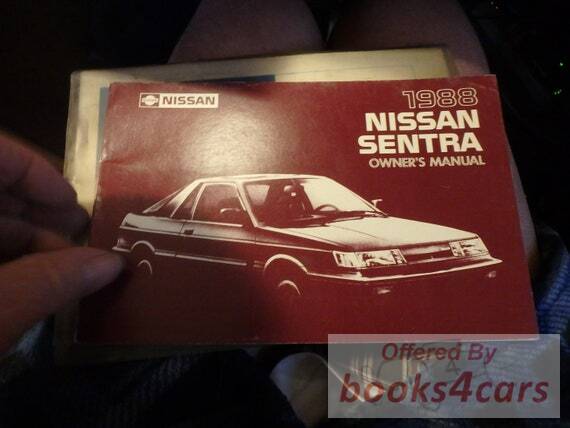 NISSAN
1988
NISSAN
SENTRA
OWNER'S MANUAL
Offered By
books4cars